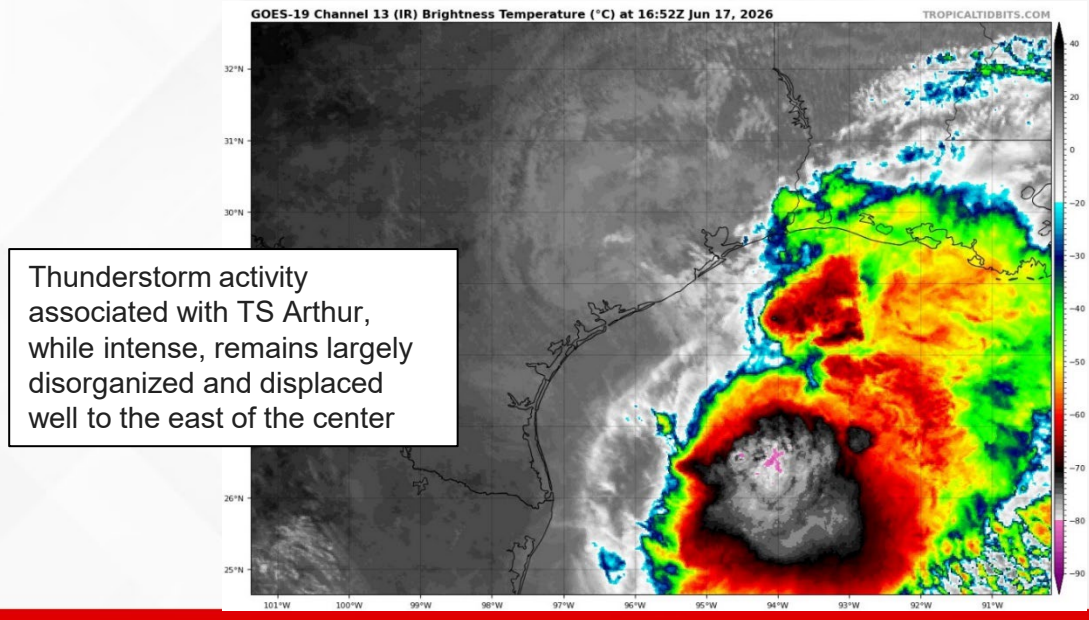 GOES-19 Channel 13 (IR) Brightness Temperature (°C) at 16:52Z Jun 17, 2026
TROPICALTIDBITS.COM
Thunderstorm activity
associated with TS Arthur,
while intense, remains largely
disorganized and displaced
well to the east of the center
32°N
31°N
30°N
26°N
25°N
101°W 100°W 99°W 98°W 97°W 96°W 95°W 94°W 93°W 92°W 91°W
40
20
0
−20
−30
−40
−50
−60
−70
−80
−90